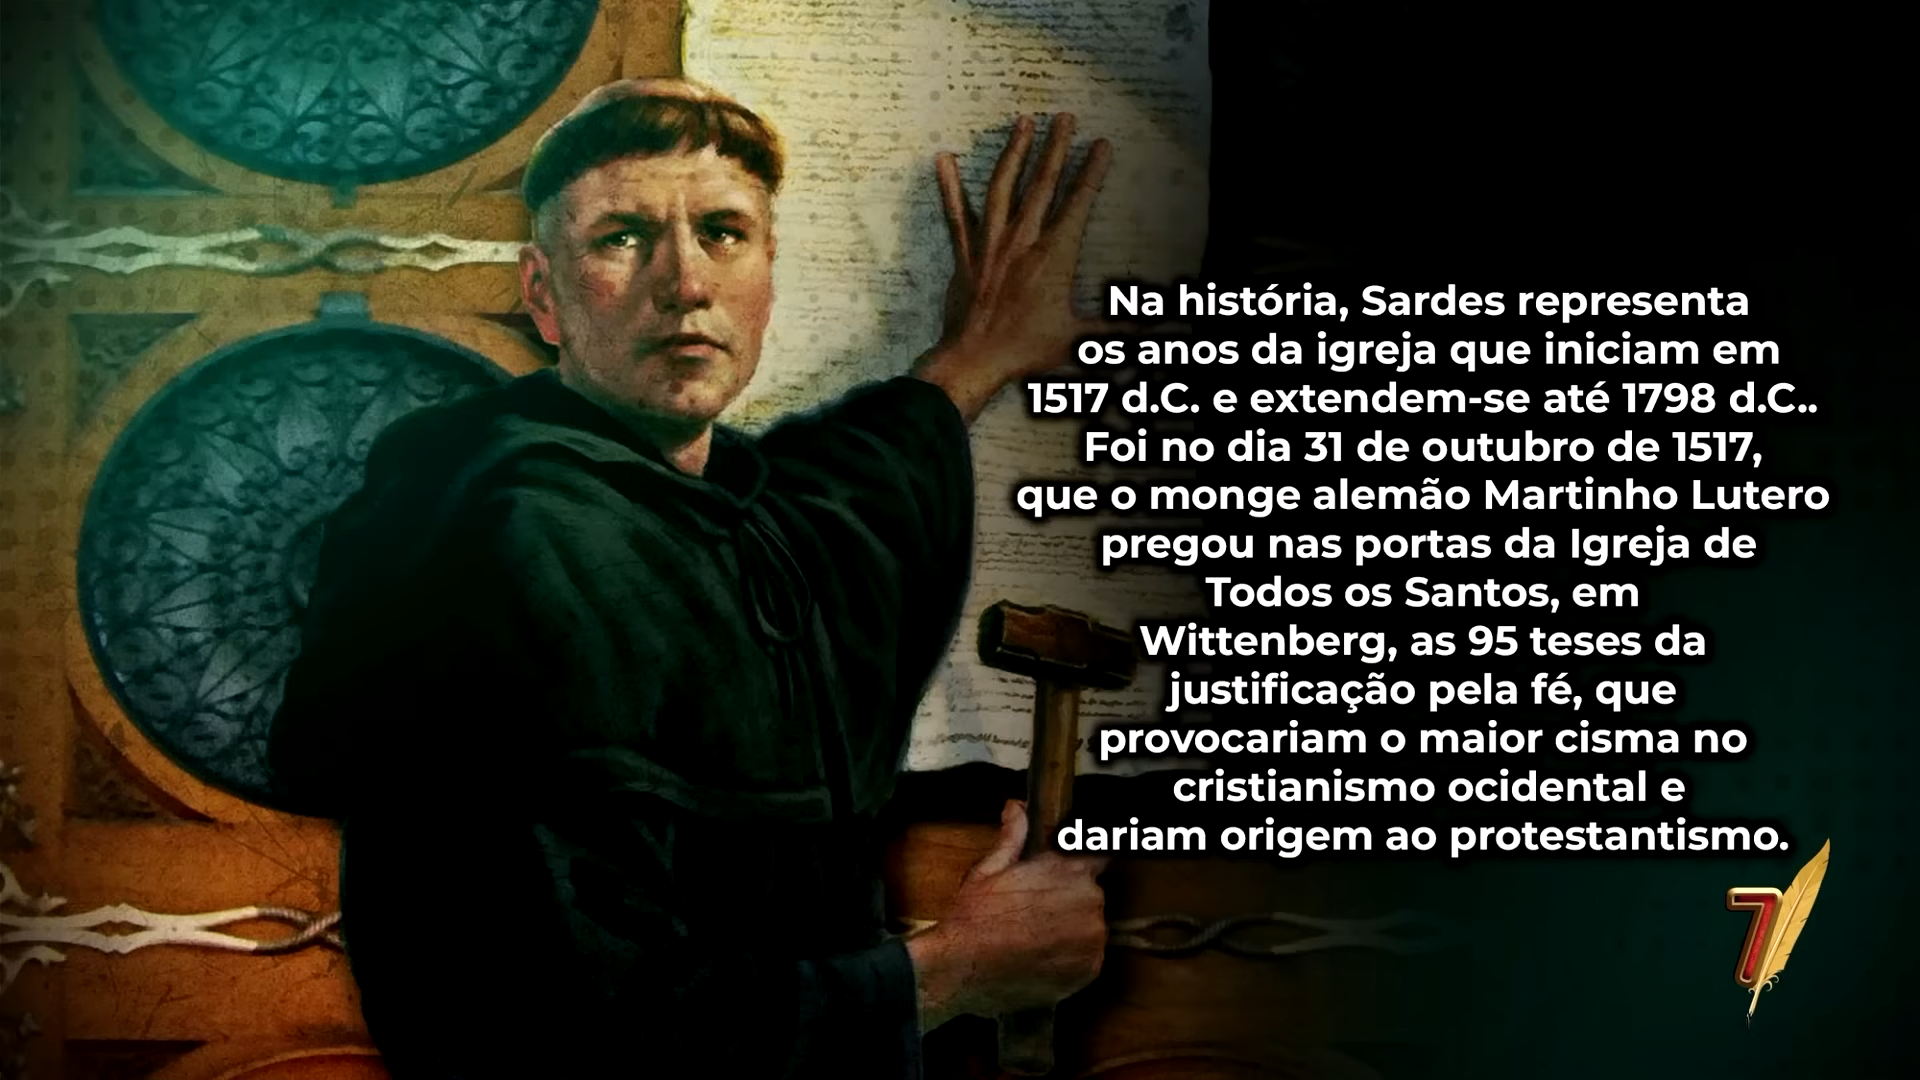 Na história, Sardes representa
os anos da igreja que iniciam em
1517 d.C. e extendem-se até 1798 d.C..
Foi no dia 31 de outubro de 1517,
que o monge alemão Martinho Lutero
pregou nas portas da Igreja de
Todos os Santos, em
Wittenberg, as 95 teses da
justificação pela fé, que
provocariam o maior cisma no
cristianismo ocidental e
dariam origem ao protestantismo.
7